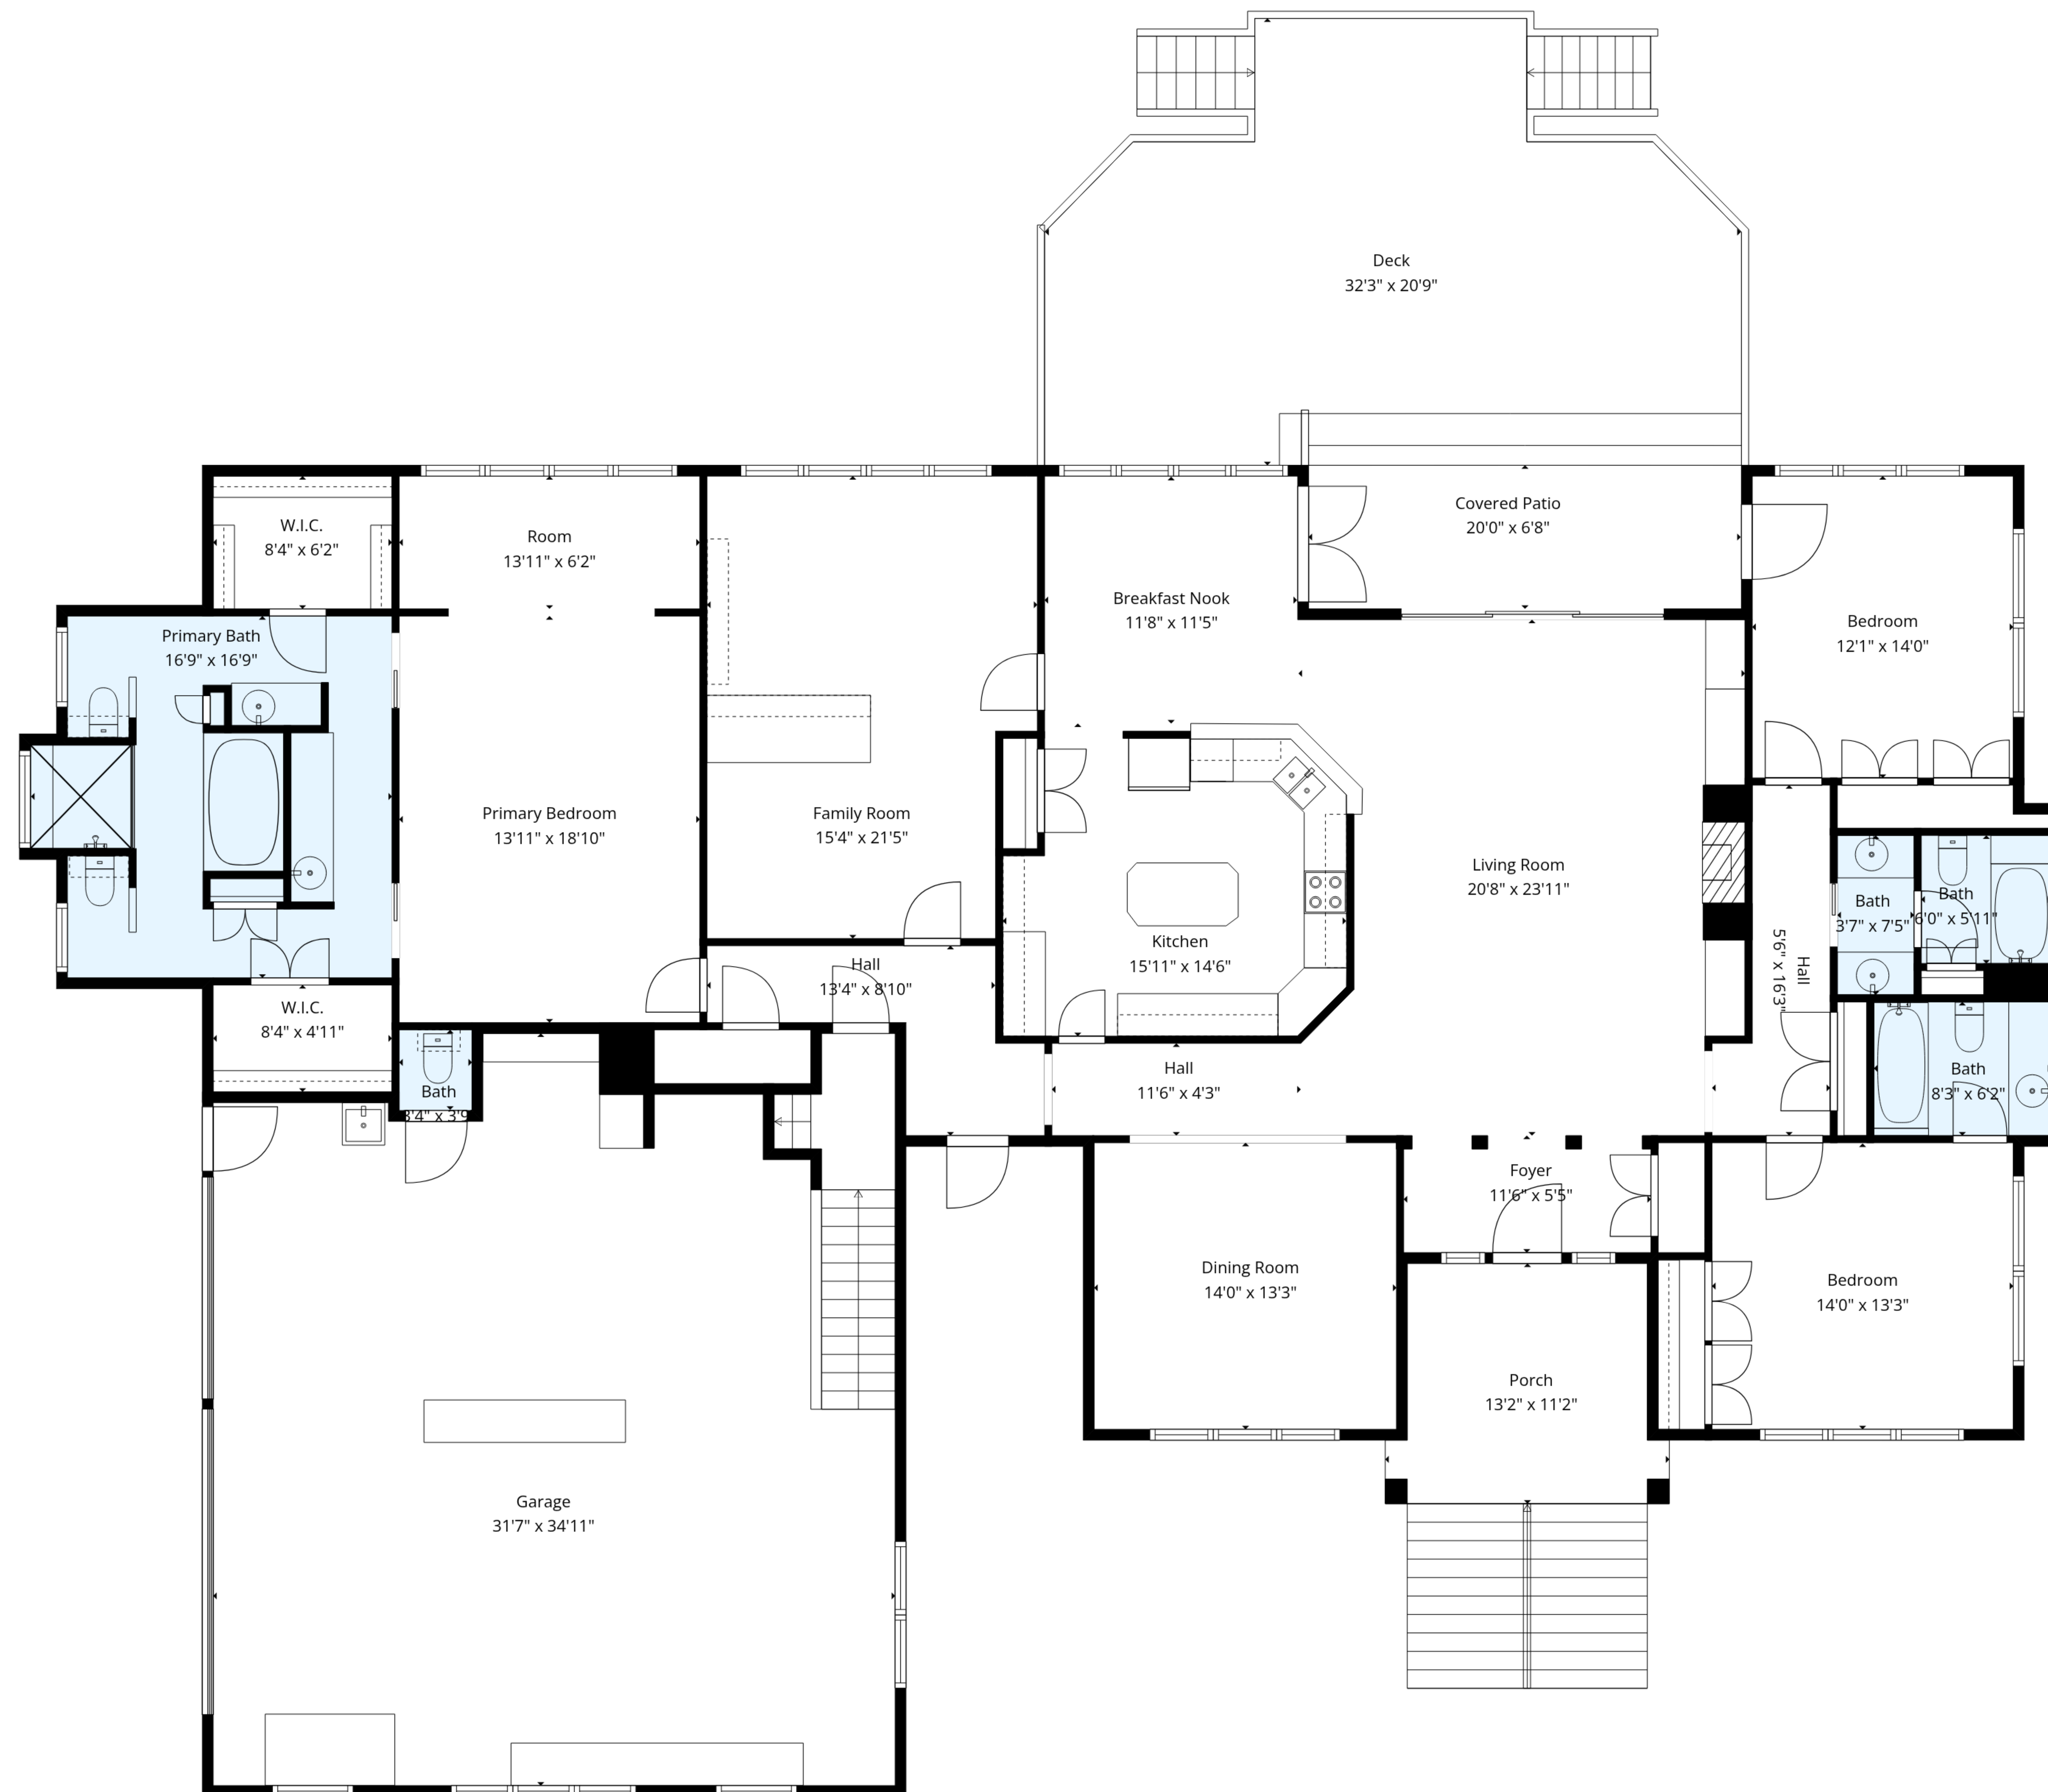 Deck
32'3" x 20'9"
Covered Patio
20'0" x 6'8"
W.I.C.
8'4" x 6'2"
Room
13'11" x 6'2"
Breakfast Nook
11'8" x 11'5"
Bedroom
12'1" x 14'0"
Primary Bath
16'9" x 16'9"
Primary Bedroom
13'11" x 18'10"
Family Room
15'4" x 21'5"
Living Room
20'8" x 23'11"
Bath
3'7" x 7'5"
Bath
6'0" x 5'11"
Kitchen
15'11" x 14'6"
Hall
13'4" x 8'10"
Hall
5'6" x 16'3"
W.I.C.
8'4" x 4'11"
Bath
Hall
11'6" x 4'3"
Bath
8'3" x 6'2"
Foyer
11'6" x 5'5"
Dining Room
14'0" x 13'3"
Bedroom
14'0" x 13'3"
Porch
13'2" x 11'2"
Garage
31'7" x 34'11"